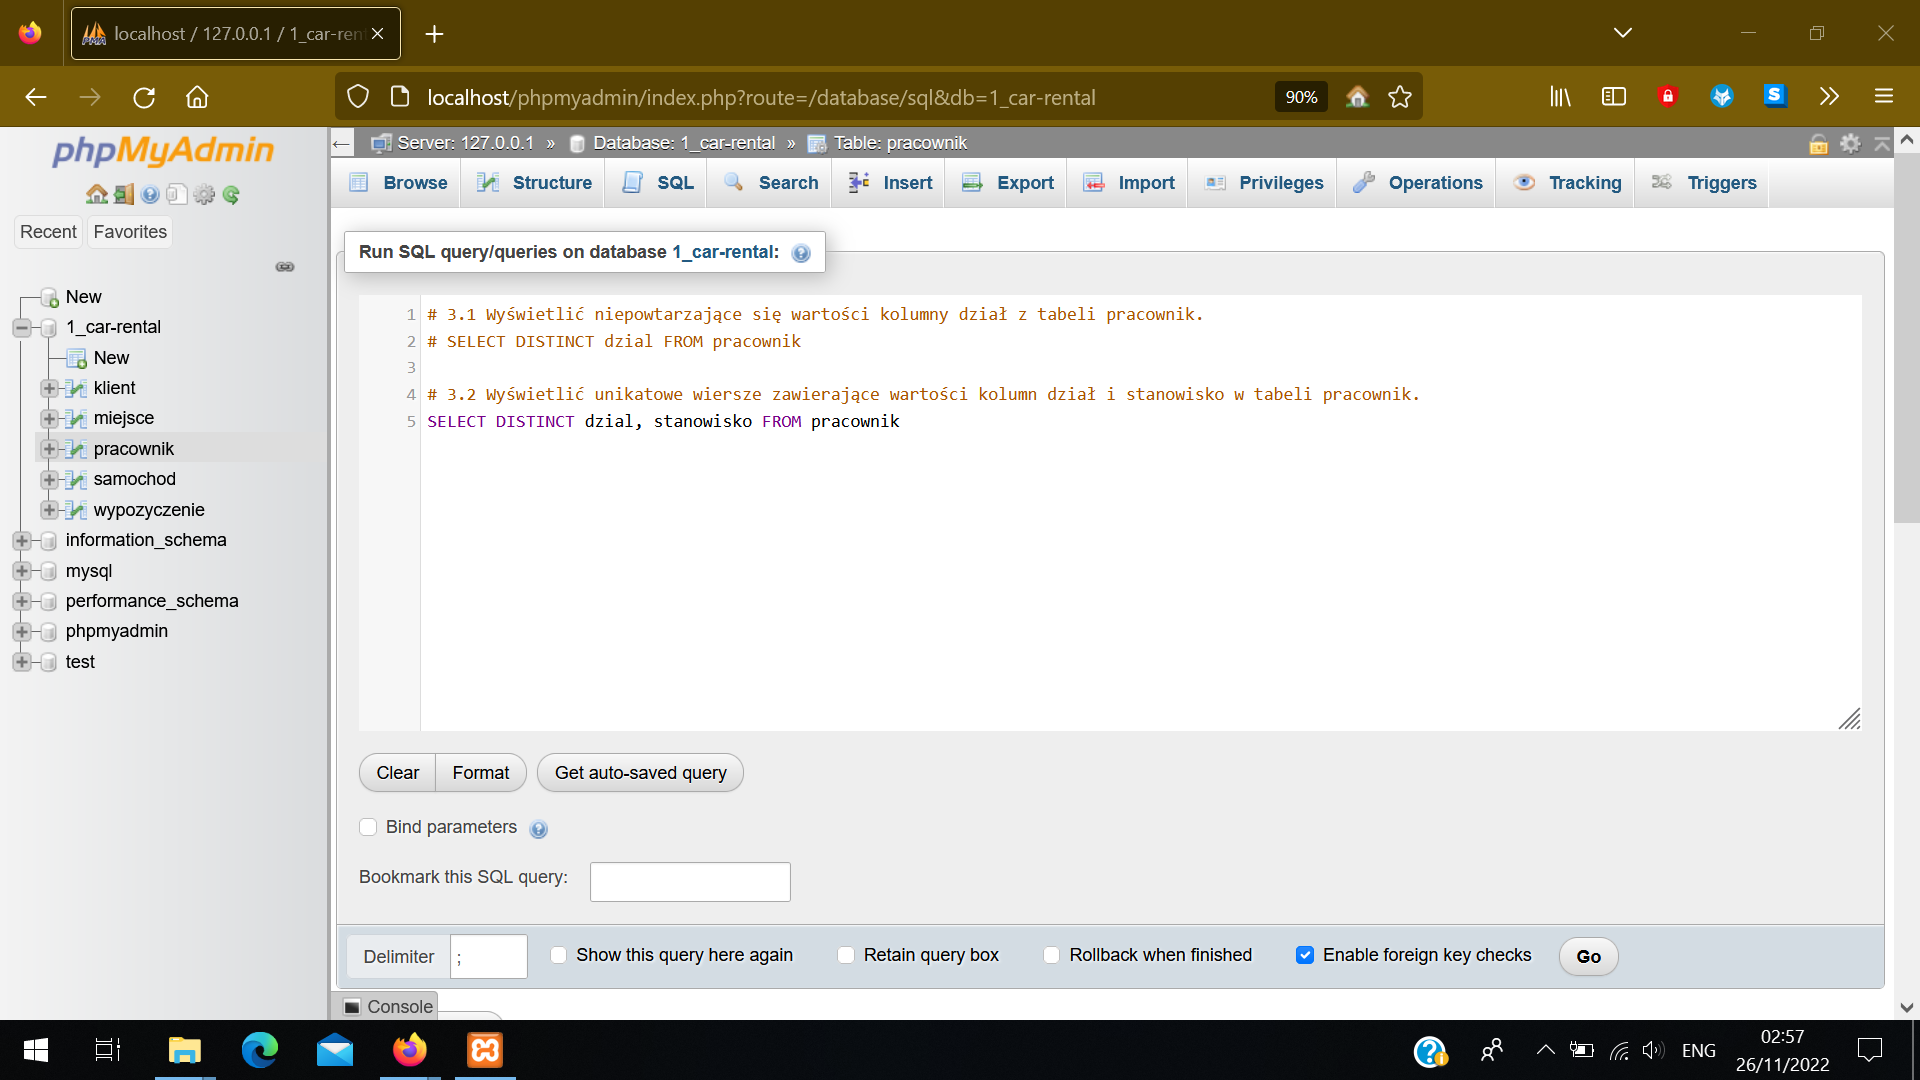 localhost / 127.0.0.1 / 1_car-ren
localhost/phpmyadmin/index.php?route=/database/sql&db=1_car-rental
90%
S
phpMyAdmin
Recent
Favorites
New
1_car-rental
New
klient
miejsce
pracownik
samochod
wypozyczenie
information_schema
mysql
performance_schema
phpmyadmin
test
Server: 127.0.0.1 » Database: 1_car-rental » Table: pracownik
Browse
Structure
SQL
Search
Insert
Export
Import
Privileges
Operations
Tracking
Triggers
Run SQL query/queries on database 1_car-rental:
1 # 3.1 Wyświetlić niepowtarzające się wartości kolumny dział z tabeli pracownik.
2 # SELECT DISTINCT dzial FROM pracownik
3
4 # 3.2 Wyświetlić unikatowe wiersze zawierające wartości kolumn dział i stanowisko w tabeli pracownik.
5 SELECT DISTINCT dzial, stanowisko FROM pracownik
Clear
Format
Get auto-saved query
Bind parameters
Bookmark this SQL query:
Delimiter
;
Show this query here again
Retain query box
Rollback when finished
Enable foreign key checks
Go
Console
ENG
02:57
26/11/2022